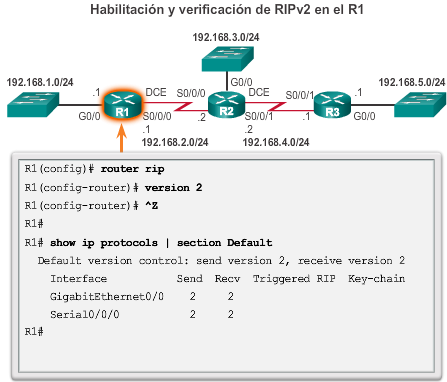 Habilitación y verificación de RIPv2 en el R1
192.168.3.0/24
192.168.1.0/24
G0/0
192.168.5.0/24
.1
DCE
S0/0/0
DCE
S0/0/1
.1
R1
R2
R3
G0/0
S0/0/0
.2
S0/0/1
.2
G0/0
.1
.1
192.168.2.0/24
192.168.4.0/24
R1(config)# router rip
R1(config-router)# version 2
R1(config-router)# ^Z
R1#
R1# show ip protocols | section Default
Default version control: send version 2, receive version 2
Interface Send Recv Triggered RIP Key-chain
GigabitEthernet0/0 2 2
Serial0/0/0 2 2
R1#